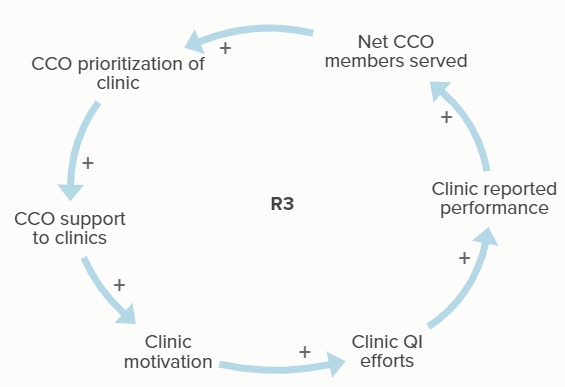 Net CCO
members served
+
CCO prioritization of
clinic
+
+
Clinic reported
performance
R3
CCO support
to clinics
+
+
Clinic
motivation
+
Clinic QI
efforts